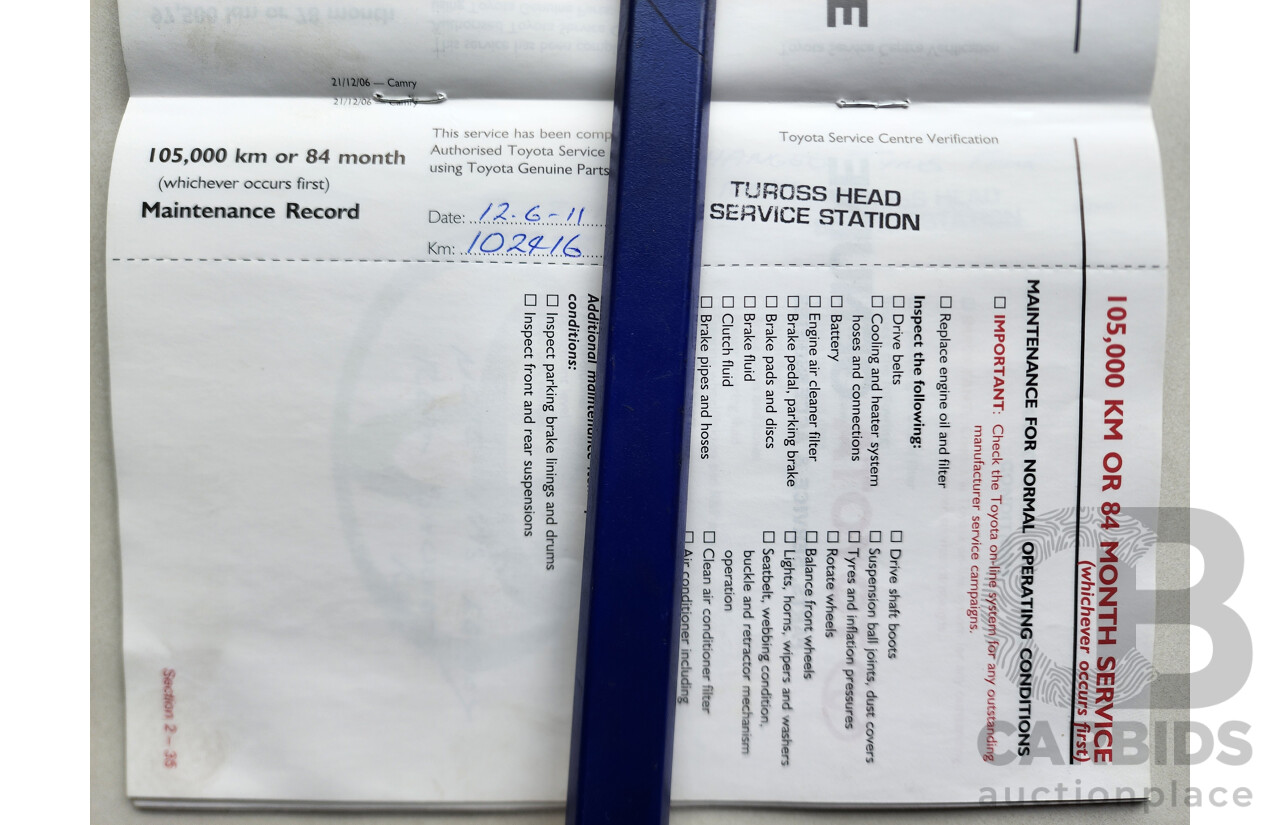 21/12/06 — Camry
21/12/06
105,000 km or 84 month
(whichever occurs first)
Maintenance Record
This service has been comp
Authorised Toyota Service
using Toyota Genuine Parts
Date: 12-6-11
Km: 102416
Toyota Service Centre Verification
TUROSS HEAD
SERVICE STATION
105,000 KM OR 84 MONTH SERVICE
(whichever occurs first)
MAINTENANCE FOR NORMAL OPERATING CONDITIONS
☐ IMPORTANT: Check the Toyota on-line system for any outstanding
manufacturer service campaigns.
☐ Replace engine oil and filter
Inspect the following:
☐ Drive belts
☐ Cooling and heater system
hoses and connections
☐ Battery
☐ Engine air cleaner filter
☐ Brake pedal, parking brake
☐ Brake pads and discs
☐ Brake fluid
☐ Clutch fluid
☐ Brake pipes and hoses
☐ Drive shaft boots
☐ Suspension ball joints, dust covers
☐ Tyres and inflation pressures
☐ Rotate wheels
☐ Balance front wheels
☐ Lights, horns, wipers and washers
☐ Seatbelt, webbing condition,
buckle and retractor mechanism
operation
☐ Clean air conditioner filter
☐ Air conditioner including
Additional maintenance
conditions:
☐ Inspect parking brake linings and drums
☐ Inspect front and rear suspensions
Section 2 – 35
CB
CARBIDS
auctionplace